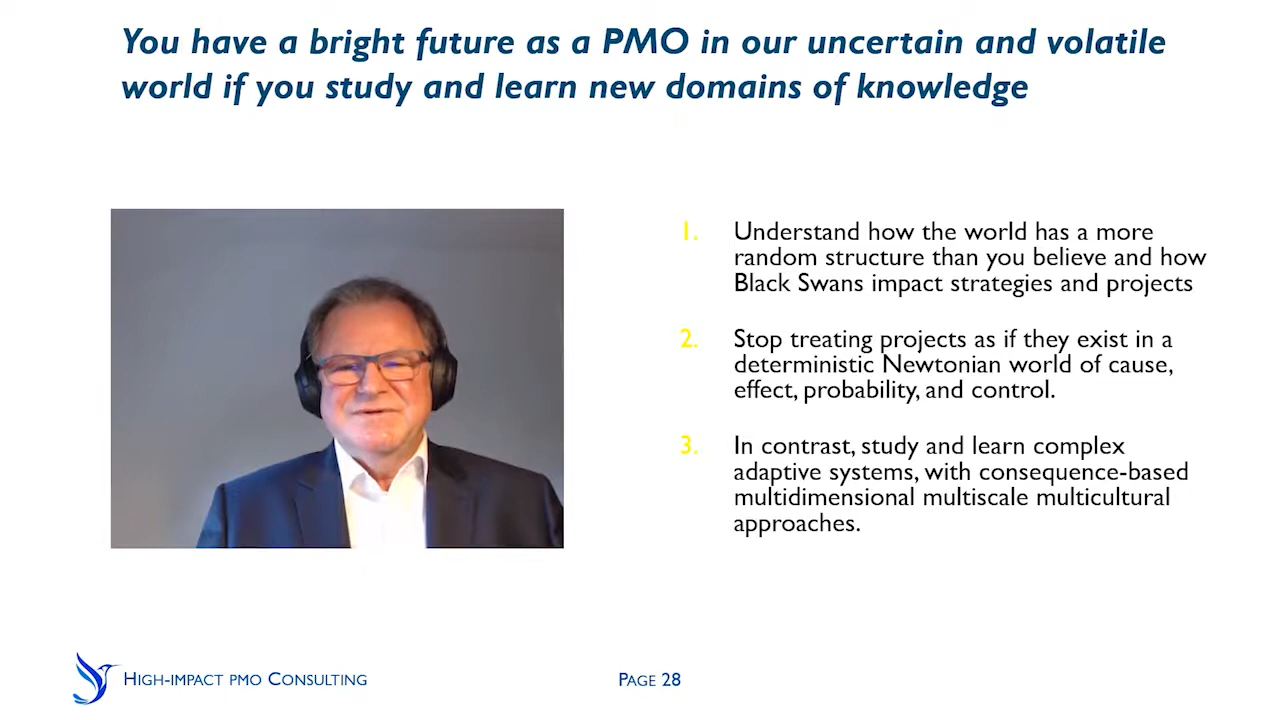 You have a bright future as a PMO in our uncertain and volatile
world if you study and learn new domains of knowledge
1. Understand how the world has a more
random structure than you believe and how
Black Swans impact strategies and projects
2. Stop treating projects as if they exist in a
deterministic Newtonian world of cause,
effect, probability, and control.
3. In contrast, study and learn complex
adaptive systems, with consequence-based
multidimensional multiscale multicultural
approaches.
High-impact pmo Consulting
Page 28